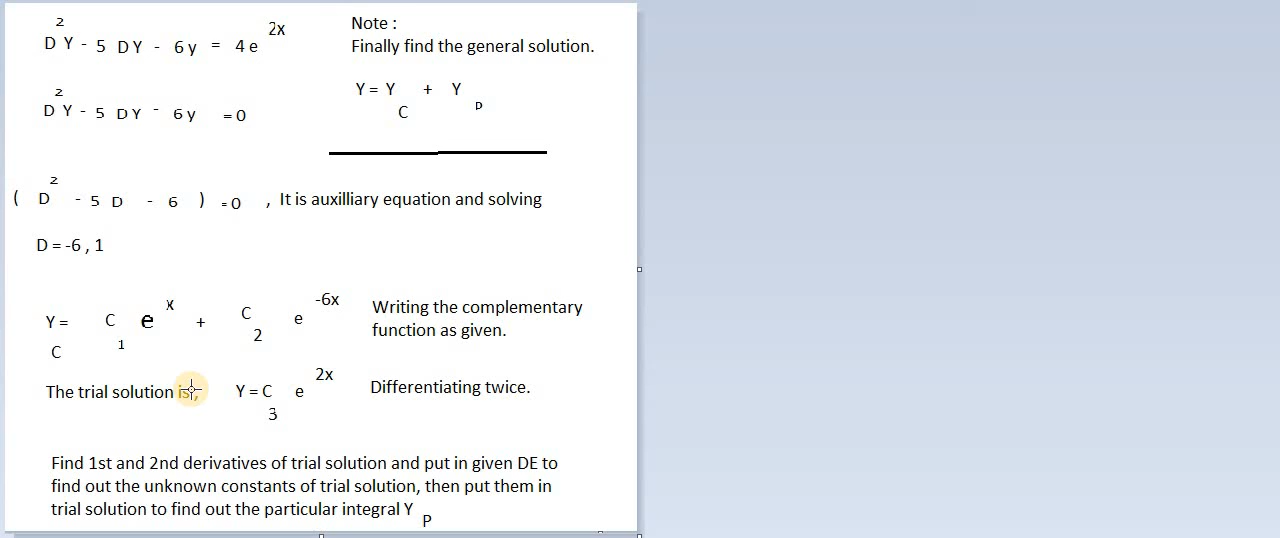 2
D Y - 5 DY - 6y = 4e 2x
2
D Y - 5 DY - 6y = 0
Note :
Finally find the general solution.
Y = Y + Y
C P
2
( D - 5 D - 6 ) = 0 , It is auxilliary equation and solving
D = -6 , 1
Y = C e x + C e -6x
C 1 2
Writing the complementary
function as given.
The trial solution is, Y = C e 2x Differentiating twice.
3
Find 1st and 2nd derivatives of trial solution and put in given DE to
find out the unknown constants of trial solution, then put them in
trial solution to find out the particular integral Y
P